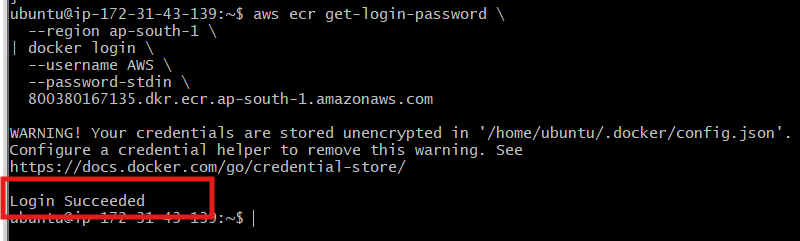 ubuntu@ip-172-31-43-139:~$ aws ecr get-login-password \
--region ap-south-1 \
| docker login \
--username AWS \
--password-stdin \
800380167135.dkr.ecr.ap-south-1.amazonaws.com
WARNING! Your credentials are stored unencrypted in '/home/ubuntu/.docker/config.json'.
Configure a credential helper to remove this warning. See
https://docs.docker.com/go/credential-store/
Login Succeeded
ubuntu@ip-172-31-43-139:~$